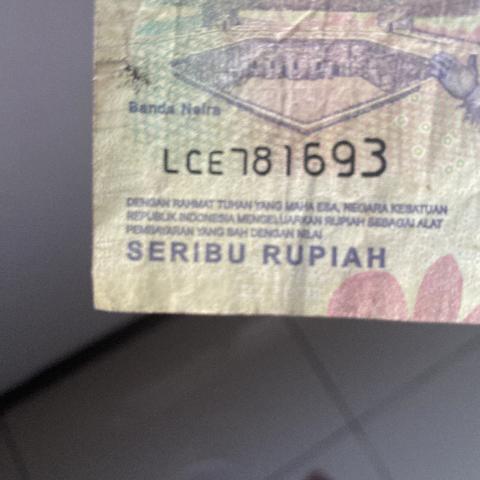 Banda Neira
LCE781693
DENGAN RAHMAT TUHAN YANG MAHA ESA, NEGARA KESATUAN
REPUBLIK INDONESIA MENGELUARKAN RUPIAH SEBAGAI ALAT
PEMBAYARAN YANG SAH DENGAN NILAI
SERIBU RUPIAH